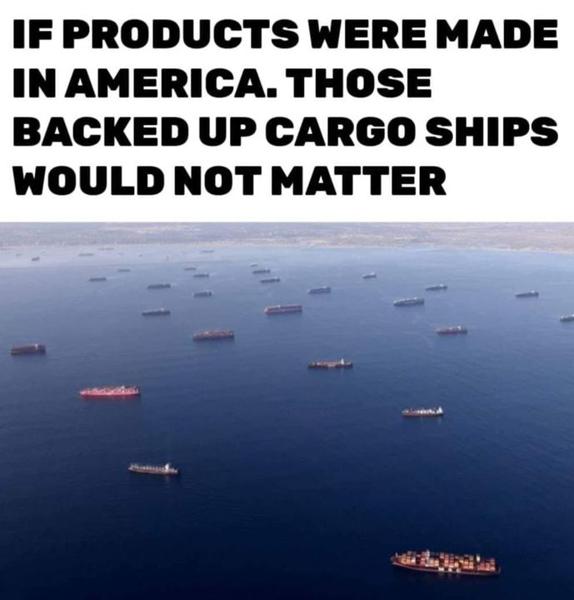 IF PRODUCTS WERE MADE
IN AMERICA. THOSE
BACKED UP CARGO SHIPS
WOULD NOT MATTER